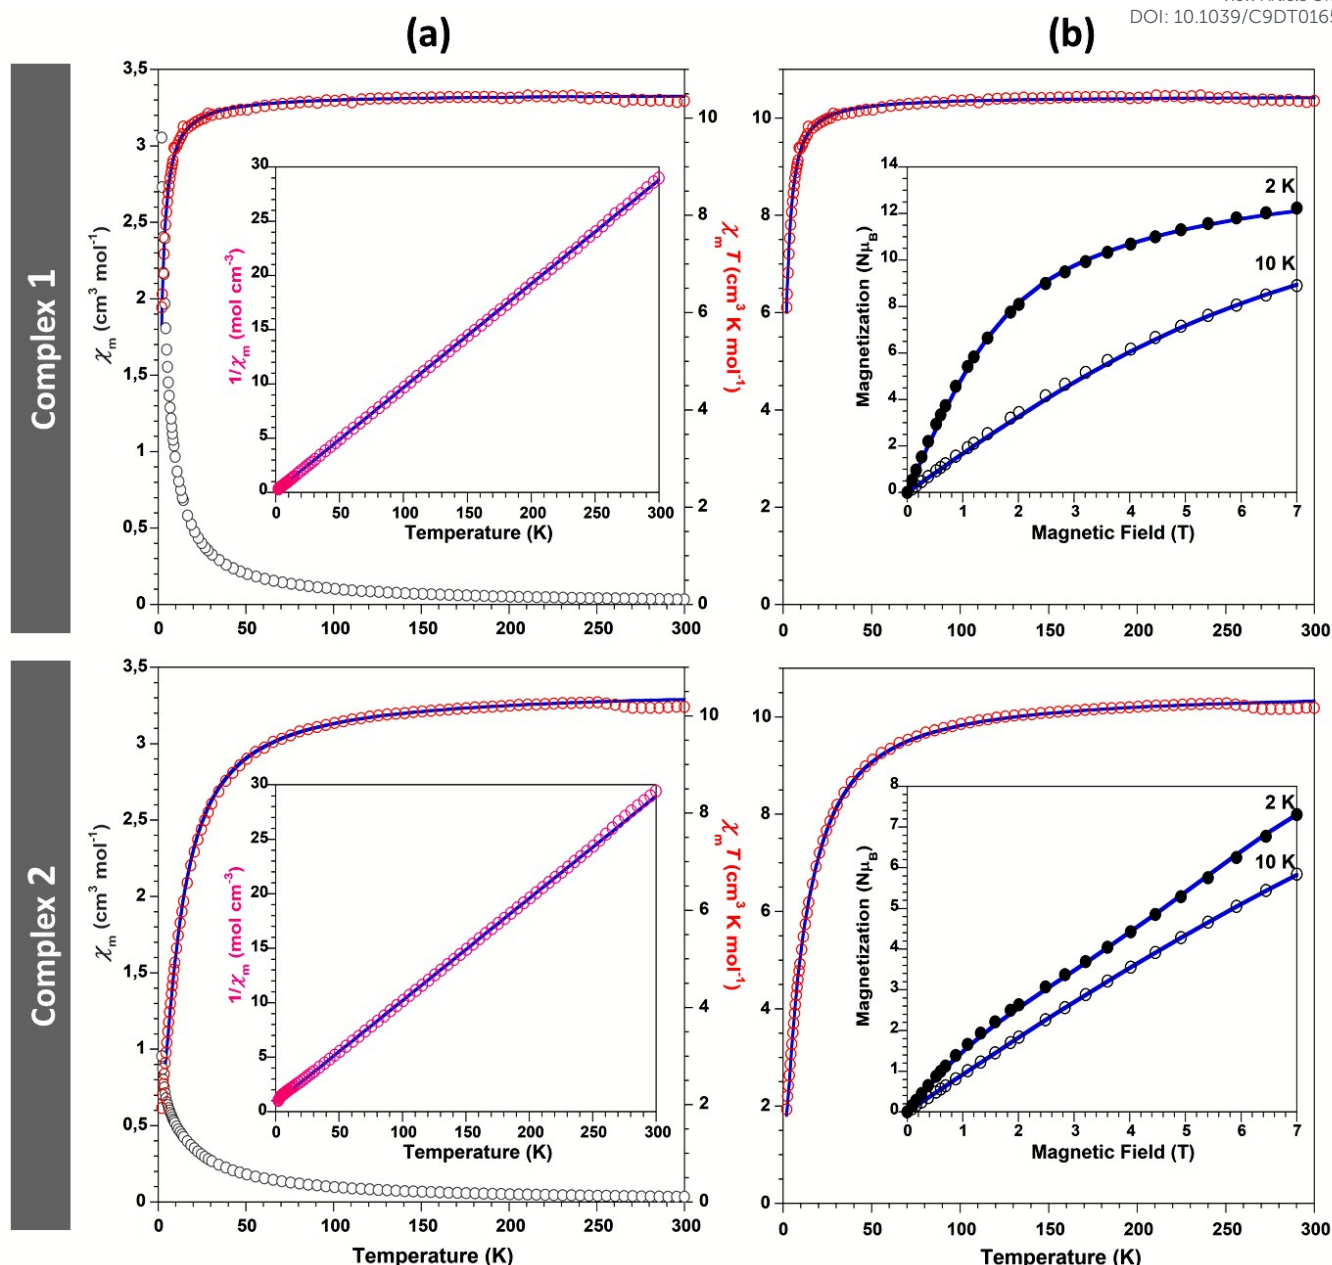 DOI: 10.1039/C9DT0165
(a)
(b)
Complex 1
3,5
3
2,5
2
1,5
1
0,5
0
χm (cm3 mol-1)
10
8
6
4
2
0
χm T (cm3 K mol-1)
0 50 100 150 200 250 300
30
25
20
15
10
5
0
1/χm (mol cm-3)
0 50 100 150 200 250 300
Temperature (K)
10
8
6
4
2
0
0 50 100 150 200 250 300
14
12
10
8
6
4
2
0
Magnetization (NμB)
2 K
10 K
0 1 2 3 4 5 6 7
Magnetic Field (T)
Complex 2
3,5
3
2,5
2
1,5
1
0,5
0
χm (cm3 mol-1)
10
8
6
4
2
0
χm T (cm3 K mol-1)
0 50 100 150 200 250 300
Temperature (K)
30
25
20
15
10
5
0
1/χm (mol cm-3)
0 50 100 150 200 250 300
Temperature (K)
10
8
6
4
2
0
0 50 100 150 200 250 300
Temperature (K)
8
7
6
5
4
3
2
1
0
Magnetization (NμB)
2 K
10 K
0 1 2 3 4 5 6 7
Magnetic Field (T)